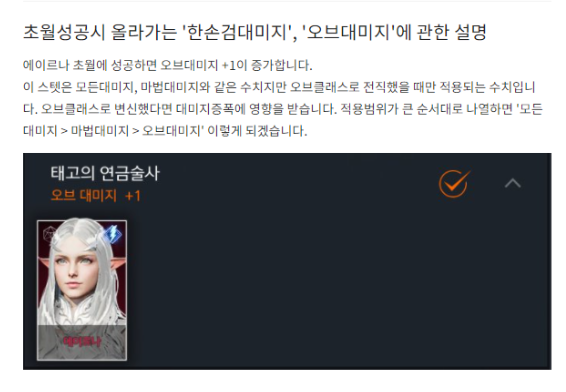 초월성공시 올라가는 '한손검대미지', '오브대미지'에 관한 설명
에이르나 초월에 성공하면 오브대미지 +1이 증가합니다.
이 스텟은 모든대미지, 마법대미지와 같은 수치지만 오브클래스로 전직했을 때만 적용되는 수치입니
다. 오브클래스로 변신했다면 대미지증폭에 영향을 받습니다. 적용범위가 큰 순서대로 나열하면 '모든
대미지 > 마법대미지 > 오브대미지' 이렇게 되겠습니다.
태고의 연금술사
오브 대미지 +1